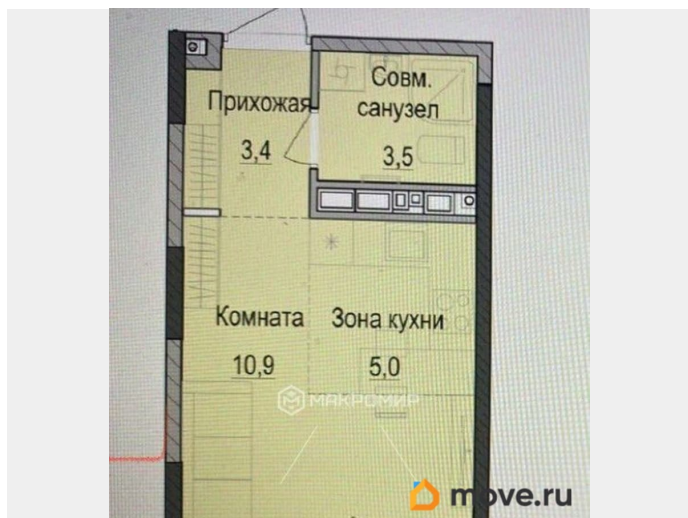 Совм.
санузел
3,5
Прихожая
3,4
Комната
10,9
Зона кухни
5,0
МАКРОМИР
move.ru